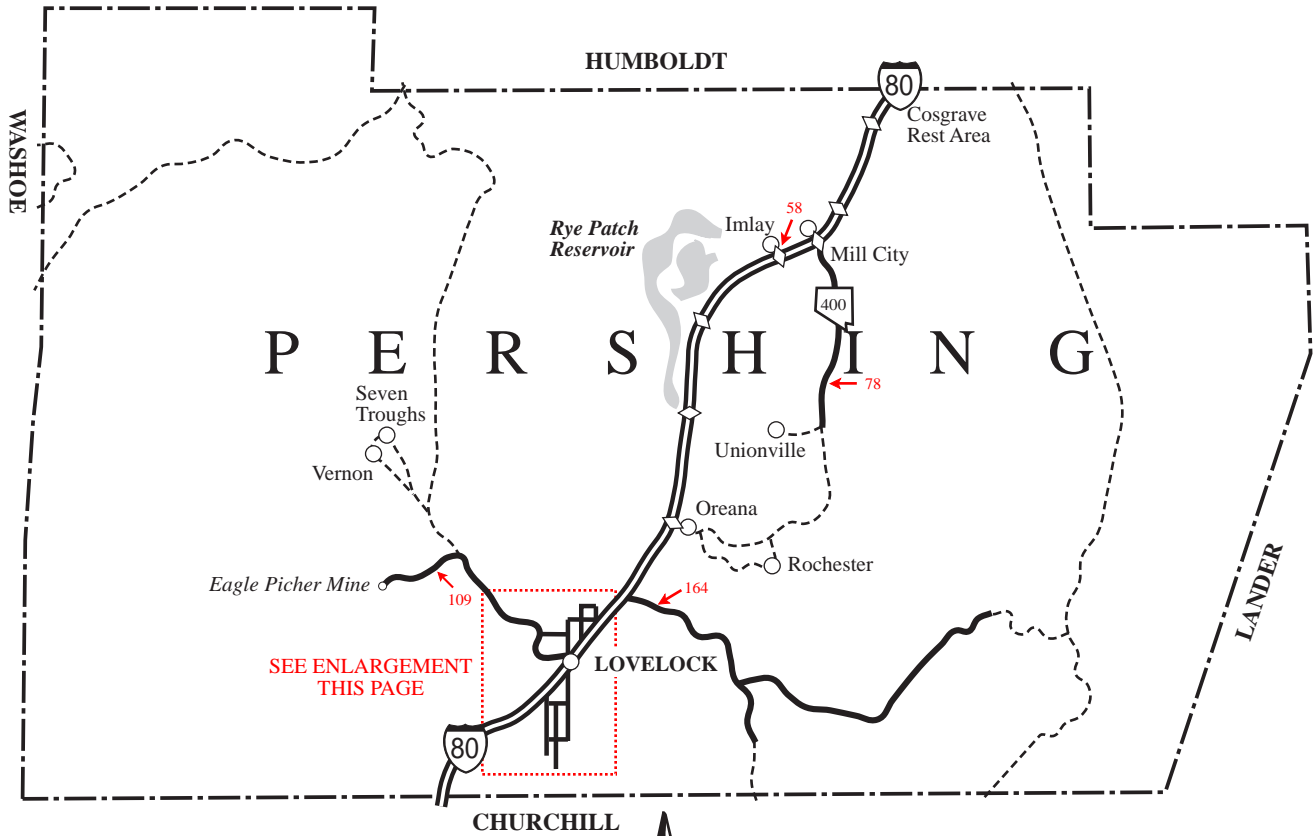 HUMBOLDT
80
Cosgrave
Rest Area
WASHOE
58
Imlay
Rye Patch
Reservoir
Mill City
400
P E R S H I N G
78
Seven
Troughs
Unionville
Vernon
Oreana
Rochester
Eagle Picher Mine
109
164
LANDER
SEE ENLARGEMENT
THIS PAGE
LOVELOCK
80
CHURCHILL